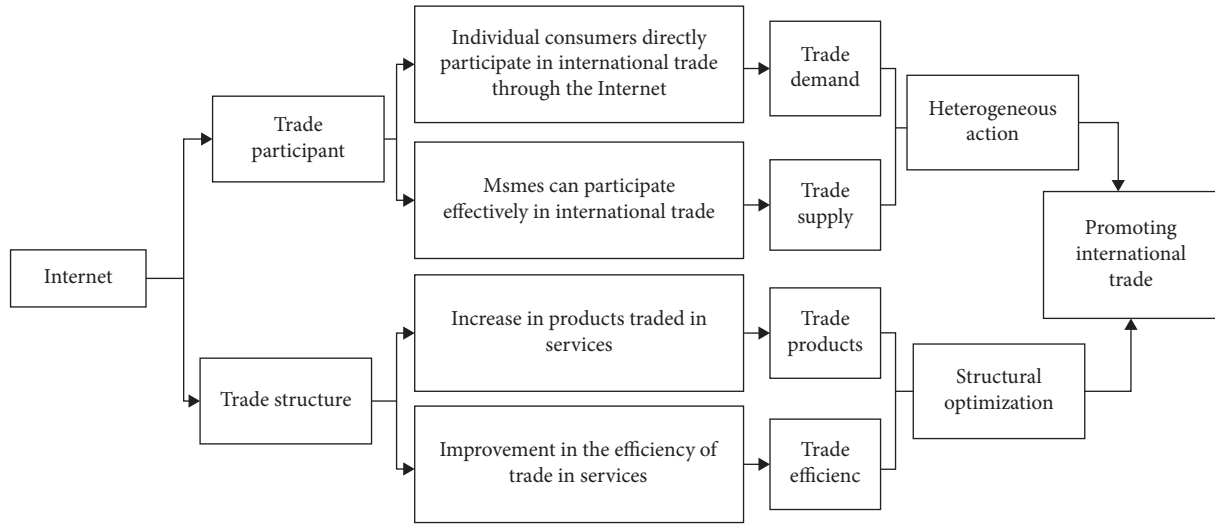 Internet
Trade
participant
Trade structure
Individual consumers directly
participate in international trade
through the Internet
Msmes can participate
effectively in international trade
Increase in products traded in
services
Improvement in the efficiency of
trade in services
Trade
demand
Trade
supply
Trade
products
Trade
efficienc
Heterogeneous
action
Structural
optimization
Promoting
international
trade